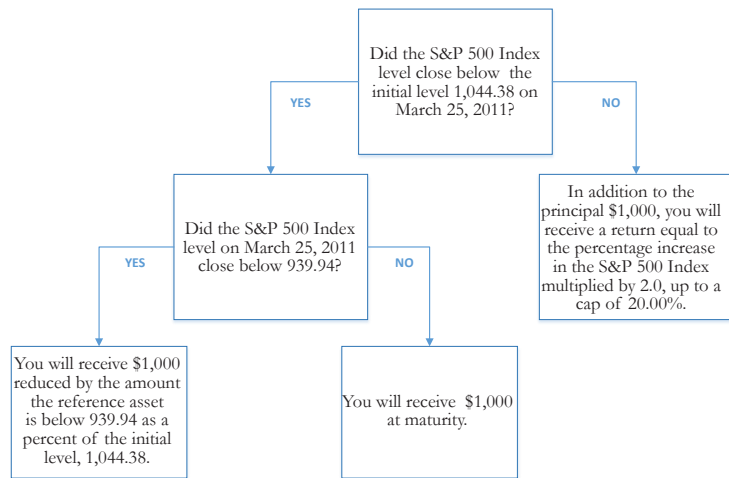 Did the S&P 500 Index
level close below the
initial level 1,044.38 on
March 25, 2011?
YES
NO
Did the S&P 500 Index
level on March 25, 2011
close below 939.94?
In addition to the
principal $1,000, you will
receive a return equal to
the percentage increase
in the S&P 500 Index
multiplied by 2.0, up to a
cap of 20.00%.
YES
NO
You will receive $1,000
reduced by the amount
the reference asset
is below 939.94 as a
percent of the initial
level, 1,044.38.
You will receive $1,000
at maturity.